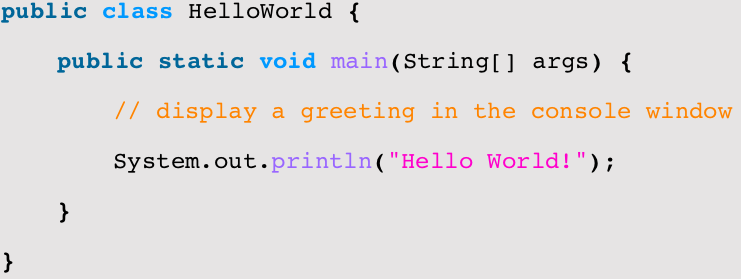 public class HelloWorld {
    public static void main(String[] args) {
        // display a greeting in the console window
        System.out.println("Hello World!");
    }
}